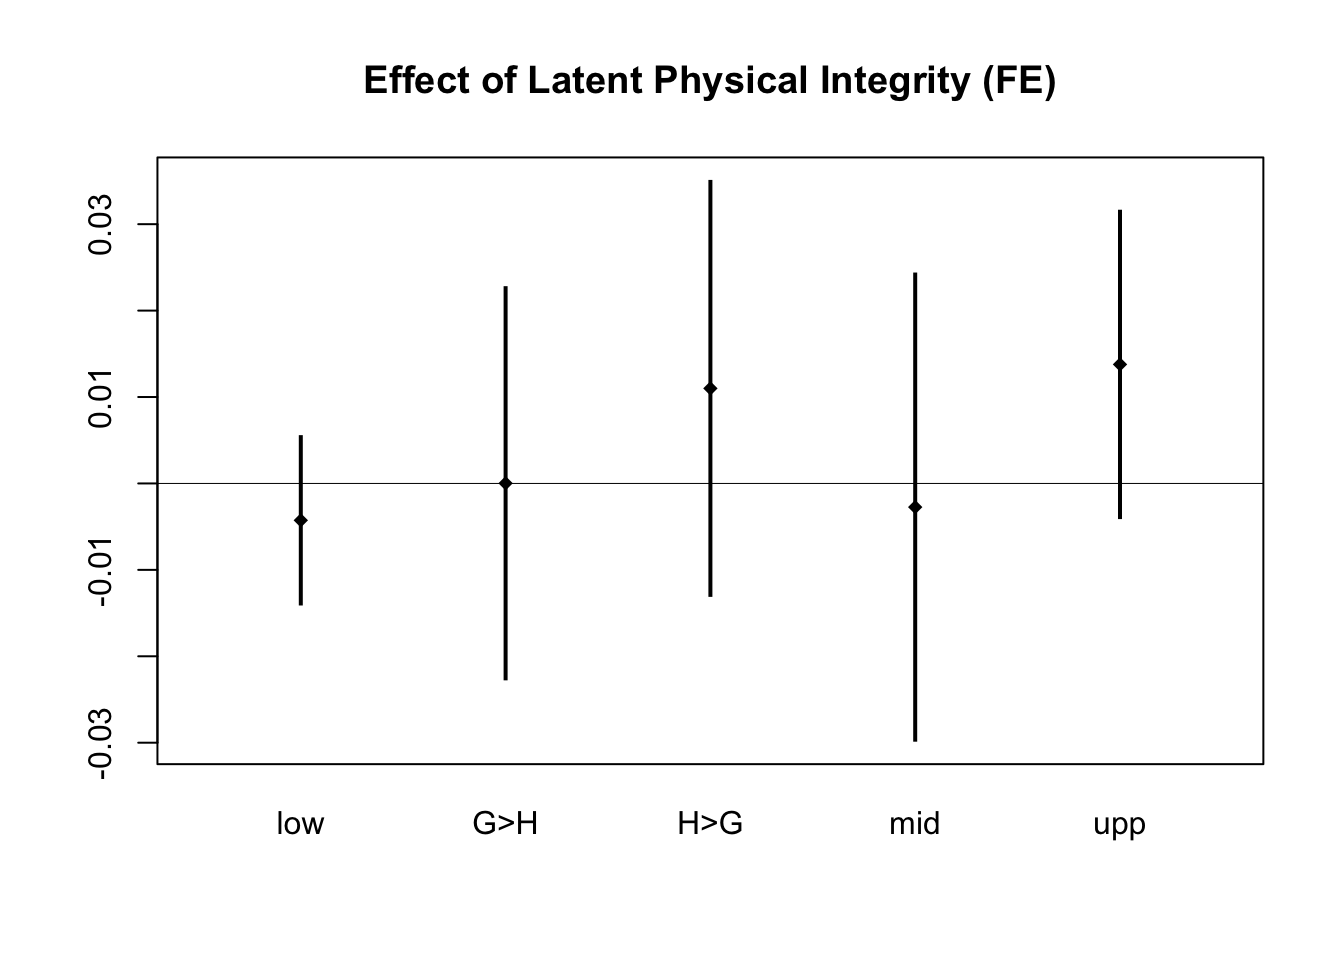 Effect of Latent Physical Integrity (FE)
0.03
0.01
-0.01
-0.03
low G>H H>G mid upp